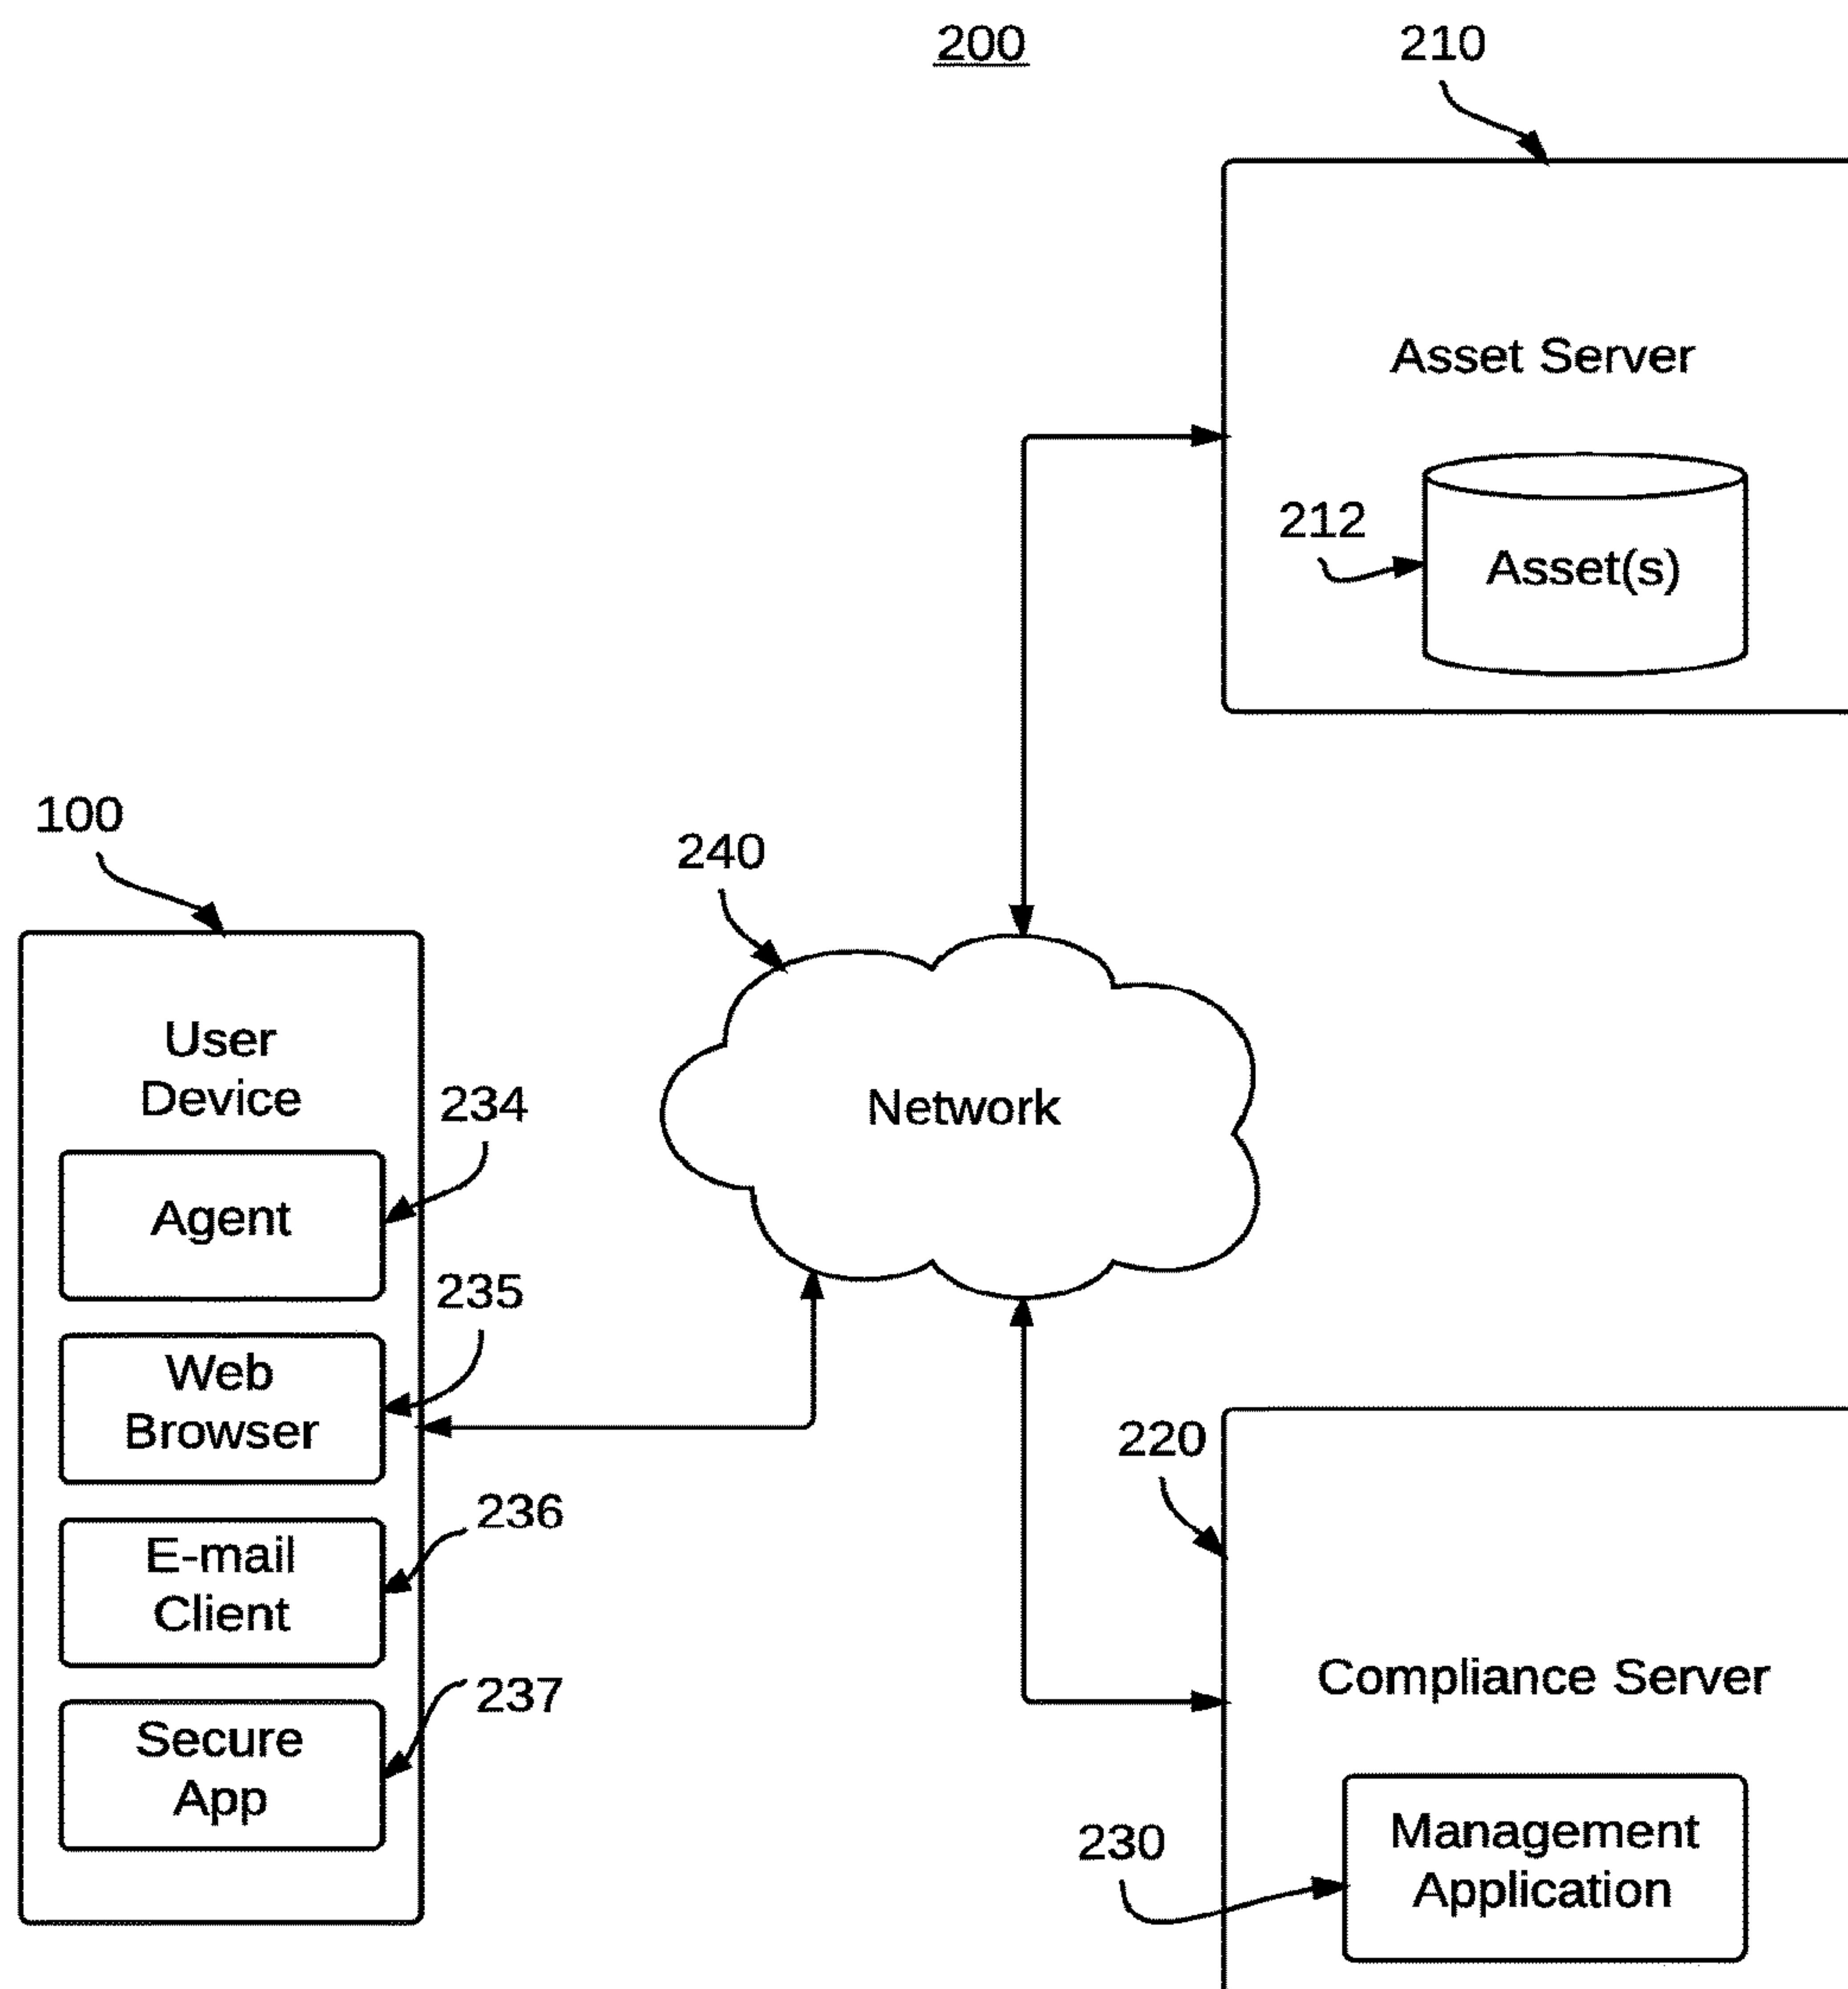 200
210
Asset Server
212
Asset(s)
100
240
User
Device
234
Network
Agent
235
Web
Browser
220
236
E-mail
Client
Compliance Server
237
Secure
App
230
Management
Application